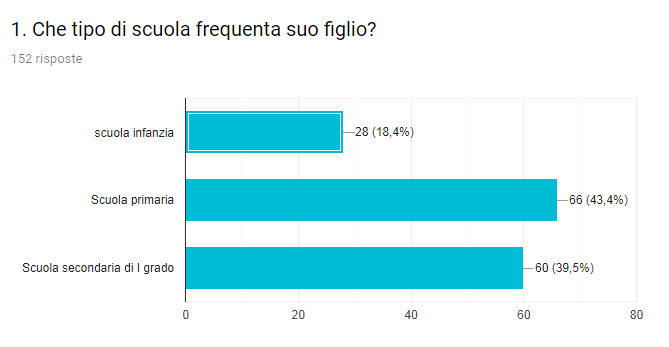 1. Che tipo di scuola frequenta suo figlio?
152 risposte
scuola infanzia
28 (18,4%)
Scuola primaria
66 (43,4%)
Scuola secondaria di I grado
60 (39,5%)
0 20 40 60 80